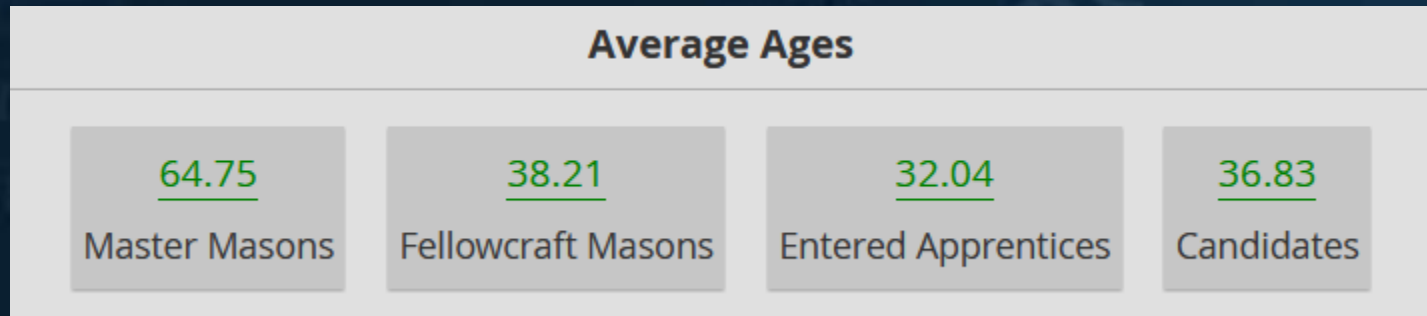 Average Ages
64.75
Master Masons
38.21
Fellowcraft Masons
32.04
Entered Apprentices
36.83
Candidates